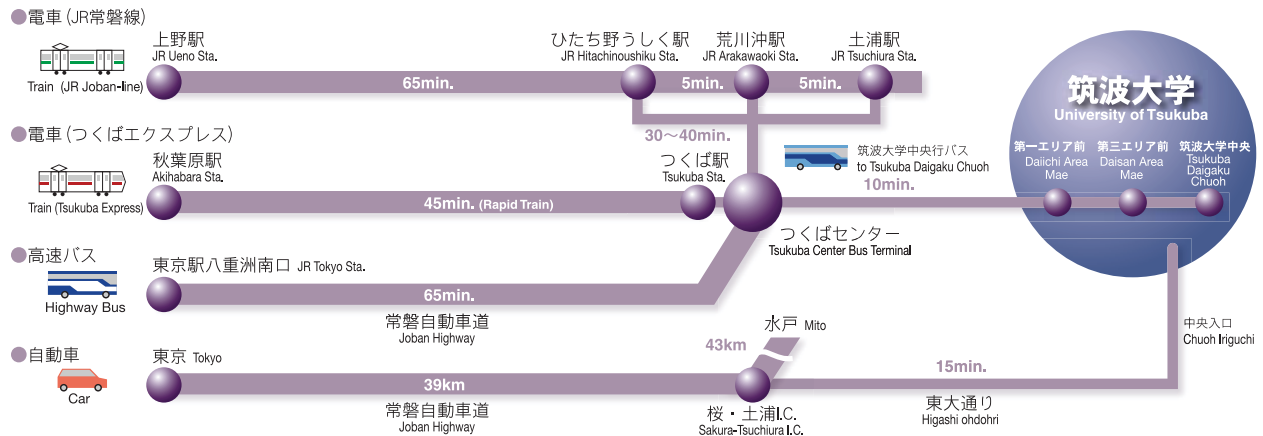 ●電車(JR常磐線)
Train (JR Joban-line)
上野駅
JR Ueno Sta.
65min.
ひたち野うしく駅
JR Hitachinoushiku Sta.
5min.
荒川沖駅
JR Arakawaoki Sta.
5min.
土浦駅
JR Tsuchiura Sta.
30～40min.
●電車(つくばエクスプレス)
Train (Tsukuba Express)
秋葉原駅
Akihabara Sta.
45min. (Rapid Train)
つくば駅
Tsukuba Sta.
つくばセンター
Tsukuba Center Bus Terminal
筑波大学中央行バス
to Tsukuba Daigaku Chuoh
10min.
筑波大学
University of Tsukuba
第一エリア前
Daiichi Area
Mae
第三エリア前
Daisan Area
Mae
筑波大学中央
Tsukuba
Daigaku
Chuoh
●高速バス
Highway Bus
東京駅八重洲南口 JR Tokyo Sta.
65min.
常磐自動車道
Joban Highway
●自動車
Car
東京 Tokyo
39km
常磐自動車道
Joban Highway
水戸 Mito
43km
桜・土浦I.C.
Sakura-Tsuchiura I.C.
15min.
東大通り
Higashi ohdohri
中央入口
Chuoh Iriguchi